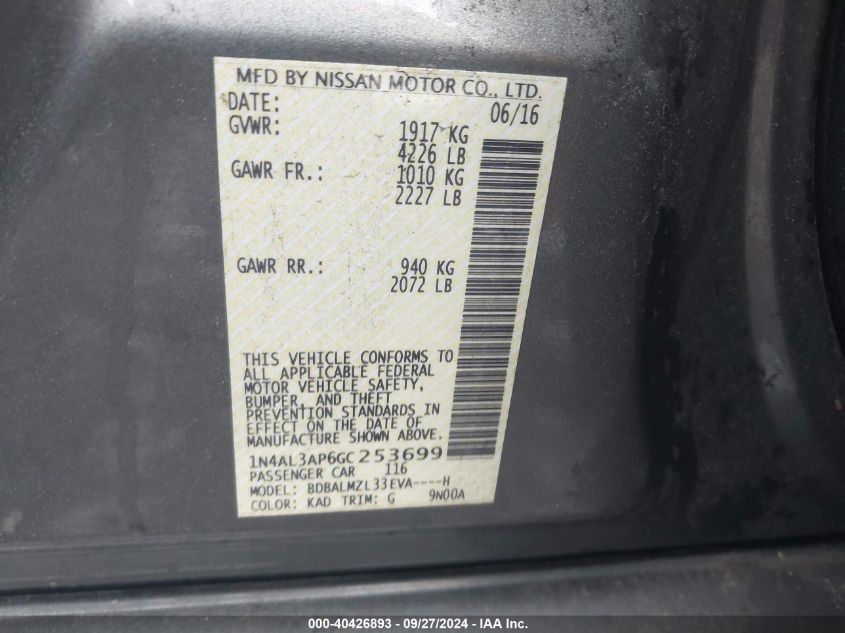 MFD BY NISSAN MOTOR CO., LTD.
DATE: 06/16
GVWR: 1917 KG
4226 LB
GAWR FR.: 1010 KG
2227 LB
GAWR RR.: 940 KG
2072 LB
THIS VEHICLE CONFORMS TO
ALL APPLICABLE FEDERAL
MOTOR VEHICLE SAFETY,
BUMPER, AND THEFT
PREVENTION STANDARDS IN
EFFECT ON THE DATE OF
MANUFACTURE SHOWN ABOVE.
1N4AL3AP6GC253699
PASSENGER CAR 116
MODEL: BDBALMZL33EVA----H
COLOR: KAD TRIM: G 9N00A
000-40426893 - 09/27/2024 - IAA Inc.